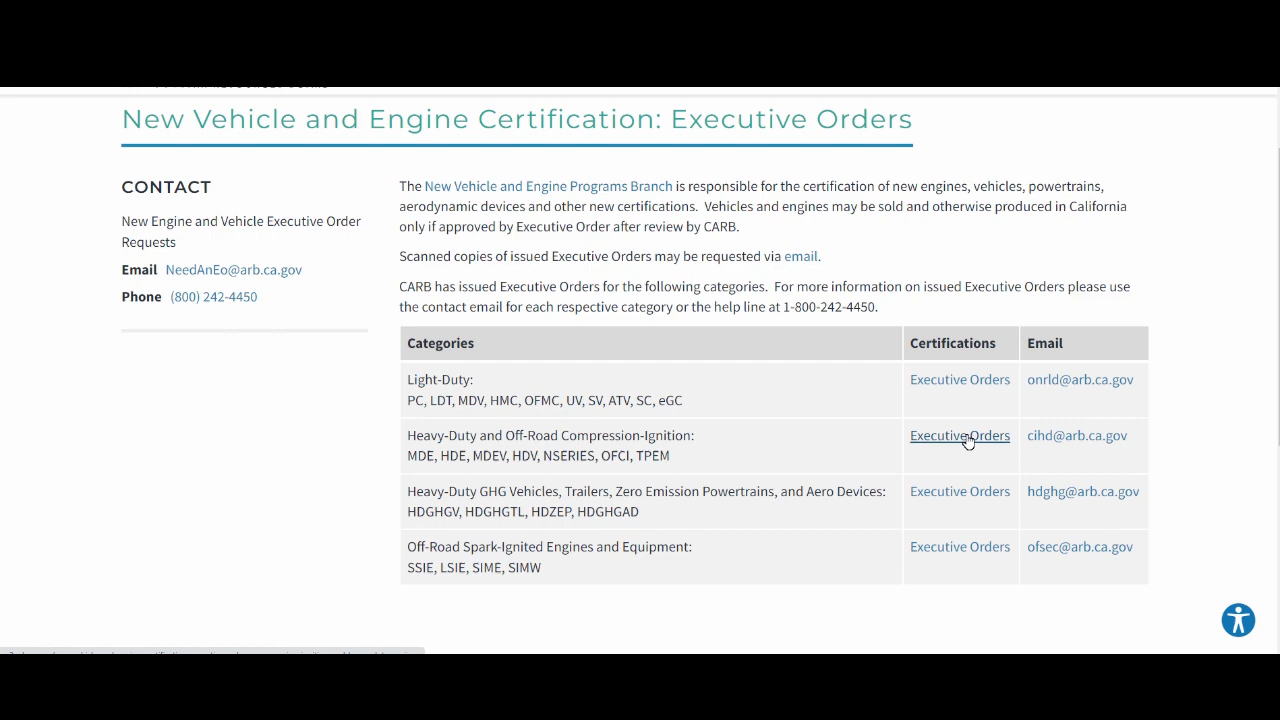 New Vehicle and Engine Certification: Executive Orders
CONTACT
New Engine and Vehicle Executive Order
Requests
Email NeedAnEo@arb.ca.gov
Phone (800) 242-4450
The New Vehicle and Engine Programs Branch is responsible for the certification of new engines, vehicles, powertrains,
aerodynamic devices and other new certifications. Vehicles and engines may be sold and otherwise produced in California
only if approved by Executive Order after review by CARB.
Scanned copies of issued Executive Orders may be requested via email.
CARB has issued Executive Orders for the following categories. For more information on issued Executive Orders please use
the contact email for each respective category or the help line at 1-800-242-4450.
Categories Certifications Email
Light-Duty: Executive Orders onrld@arb.ca.gov
PC, LDT, MDV, HMC, OFMC, UV, SV, ATV, SC, eGC
Heavy-Duty and Off-Road Compression-Ignition: Executive Orders cihd@arb.ca.gov
MDE, HDE, MDEV, HDV, NSERIES, OFCI, TPEM
Heavy-Duty GHG Vehicles, Trailers, Zero Emission Powertrains, and Aero Devices: Executive Orders hdghg@arb.ca.gov
HDGHGV, HDGHGTL, HDZEP, HDGHGAD
Off-Road Spark-Ignited Engines and Equipment: Executive Orders ofsec@arb.ca.gov
SSIE, LSIE, SIME, SIMW